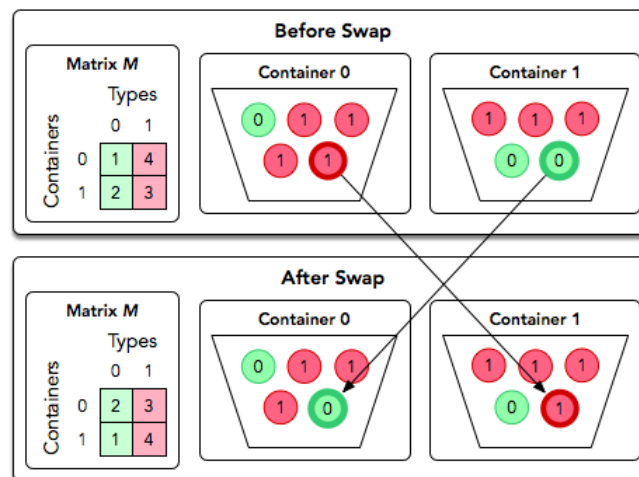 Before Swap
Matrix M
Types
0 1
Containers
0 1 4
1 2 3
Container 0
0 1 1
1 1
Container 1
1 1 1
0 0
After Swap
Matrix M
Types
0 1
Containers
0 2 3
1 1 4
Container 0
0 1 1
1 0
Container 1
1 1 1
0 1